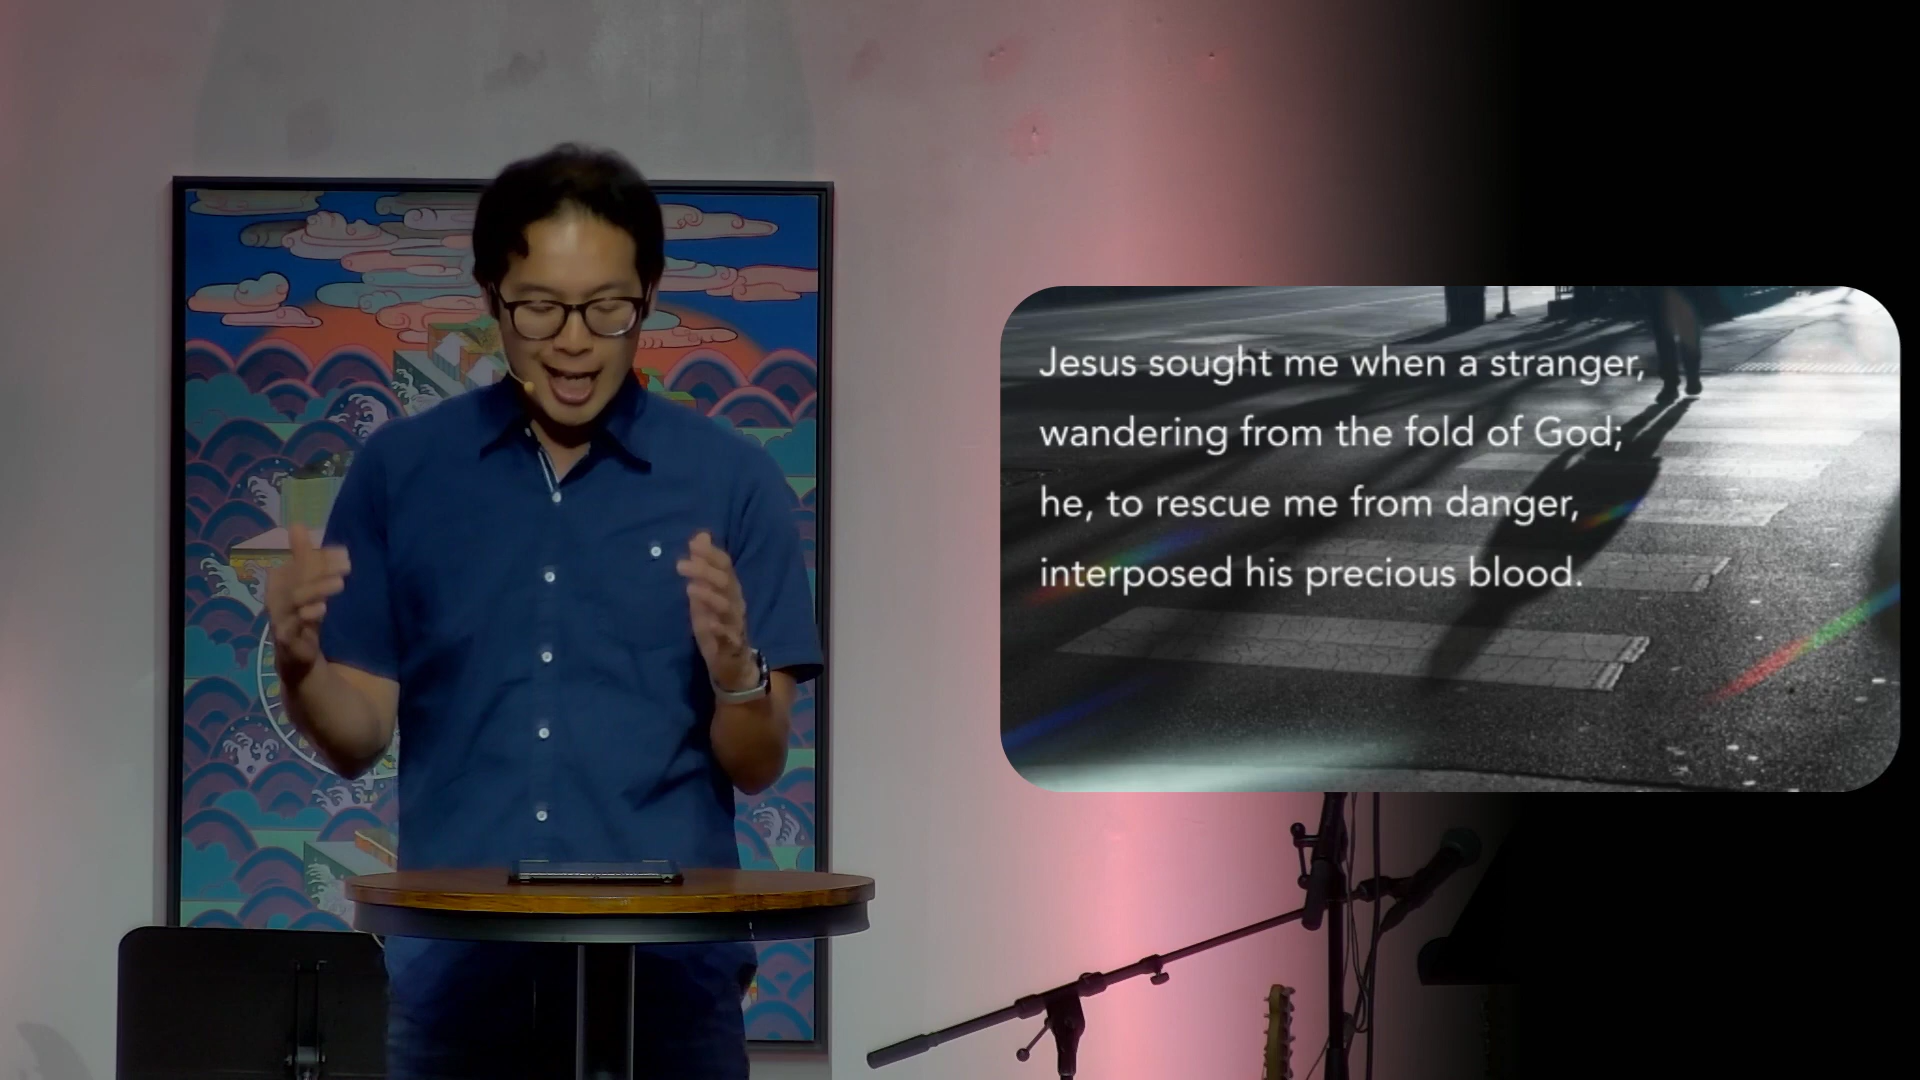 Jesus sought me when a stranger,
wandering from the fold of God;
he, to rescue me from danger,
interposed his precious blood.